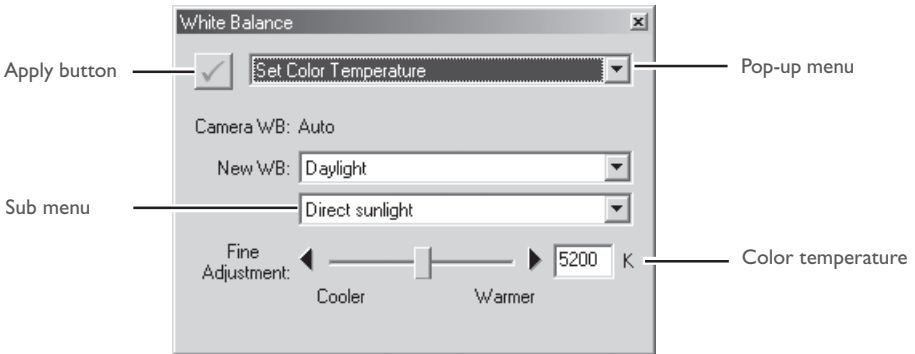 White Balance
Apply button
Set Color Temperature
Pop-up menu
Camera WB: Auto
New WB: Daylight
Sub menu
Direct sunlight
Fine
Adjustment:
5200 K
Color temperature
Cooler Warmer